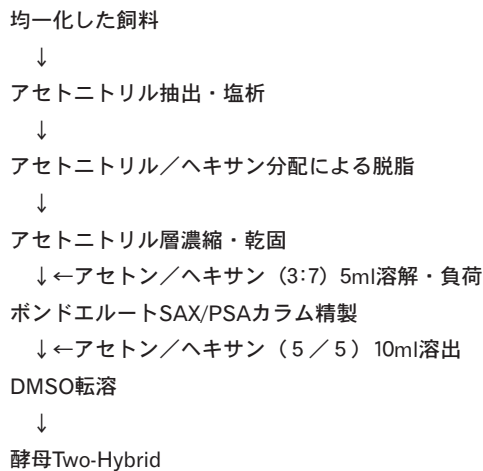 均一化した飼料
↓
アセトニトリル抽出・塩析
↓
アセトニトリル／ヘキサン分配による脱脂
↓
アセトニトリル層濃縮・乾固
↓←アセトン／ヘキサン（3:7）5ml溶解・負荷
ボンドエルートSAX/PSAカラム精製
↓←アセトン／ヘキサン（５／５）10ml溶出
DMSO転溶
↓
酵母Two-Hybrid